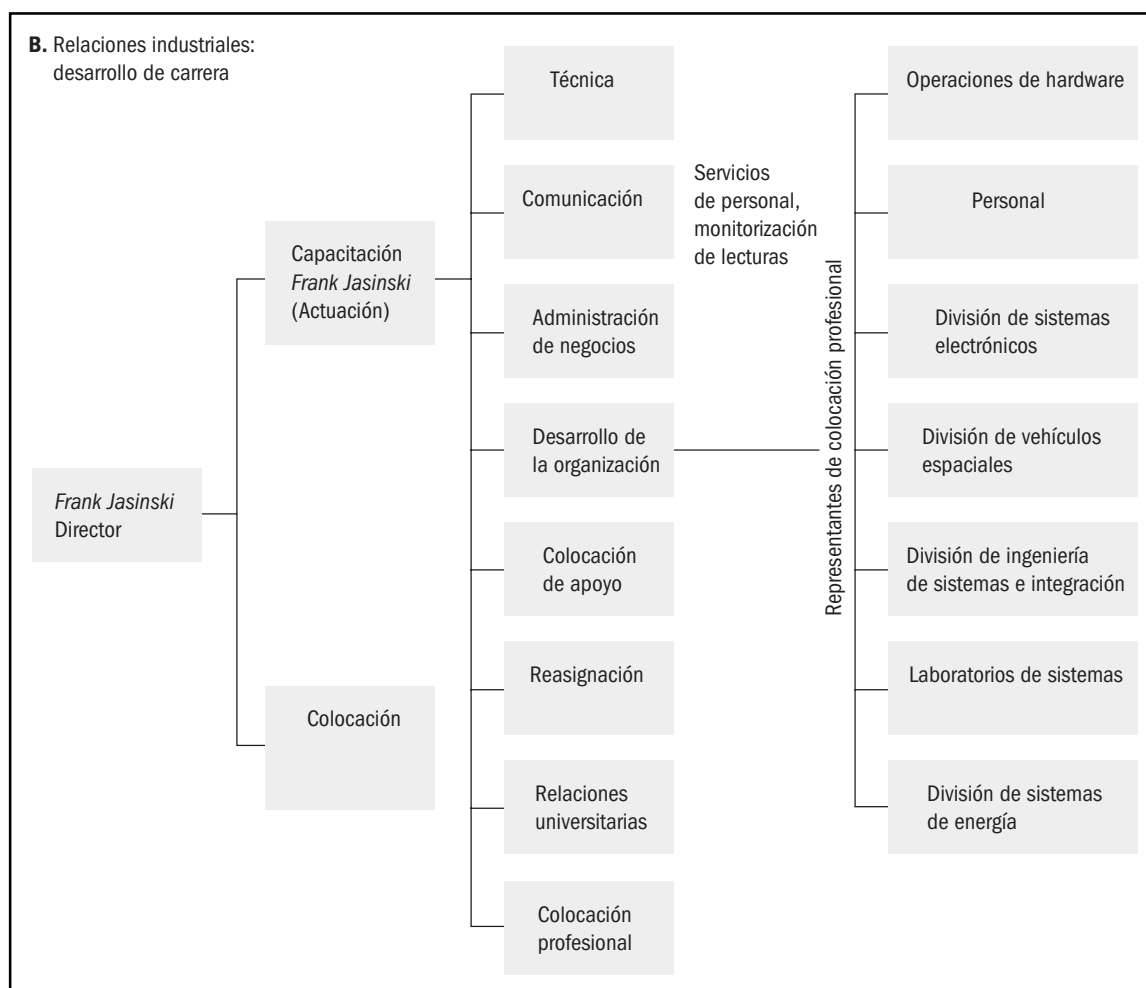 B. Relaciones industriales:
desarrollo de carrera
Frank Jasinski
Director
Capacitación
Frank Jasinski
(Actuación)
Colocación
Técnica
Comunicación
Administración
de negocios
Desarrollo de
la organización
Colocación
de apoyo
Reasignación
Relaciones
universitarias
Colocación
profesional
Servicios
de personal,
monitorización
de lecturas
Representantes de colocación profesional
Operaciones de hardware
Personal
División de sistemas
electrónicos
División de vehículos
espaciales
División de ingeniería
de sistemas e integración
Laboratorios de sistemas
División de sistemas
de energía